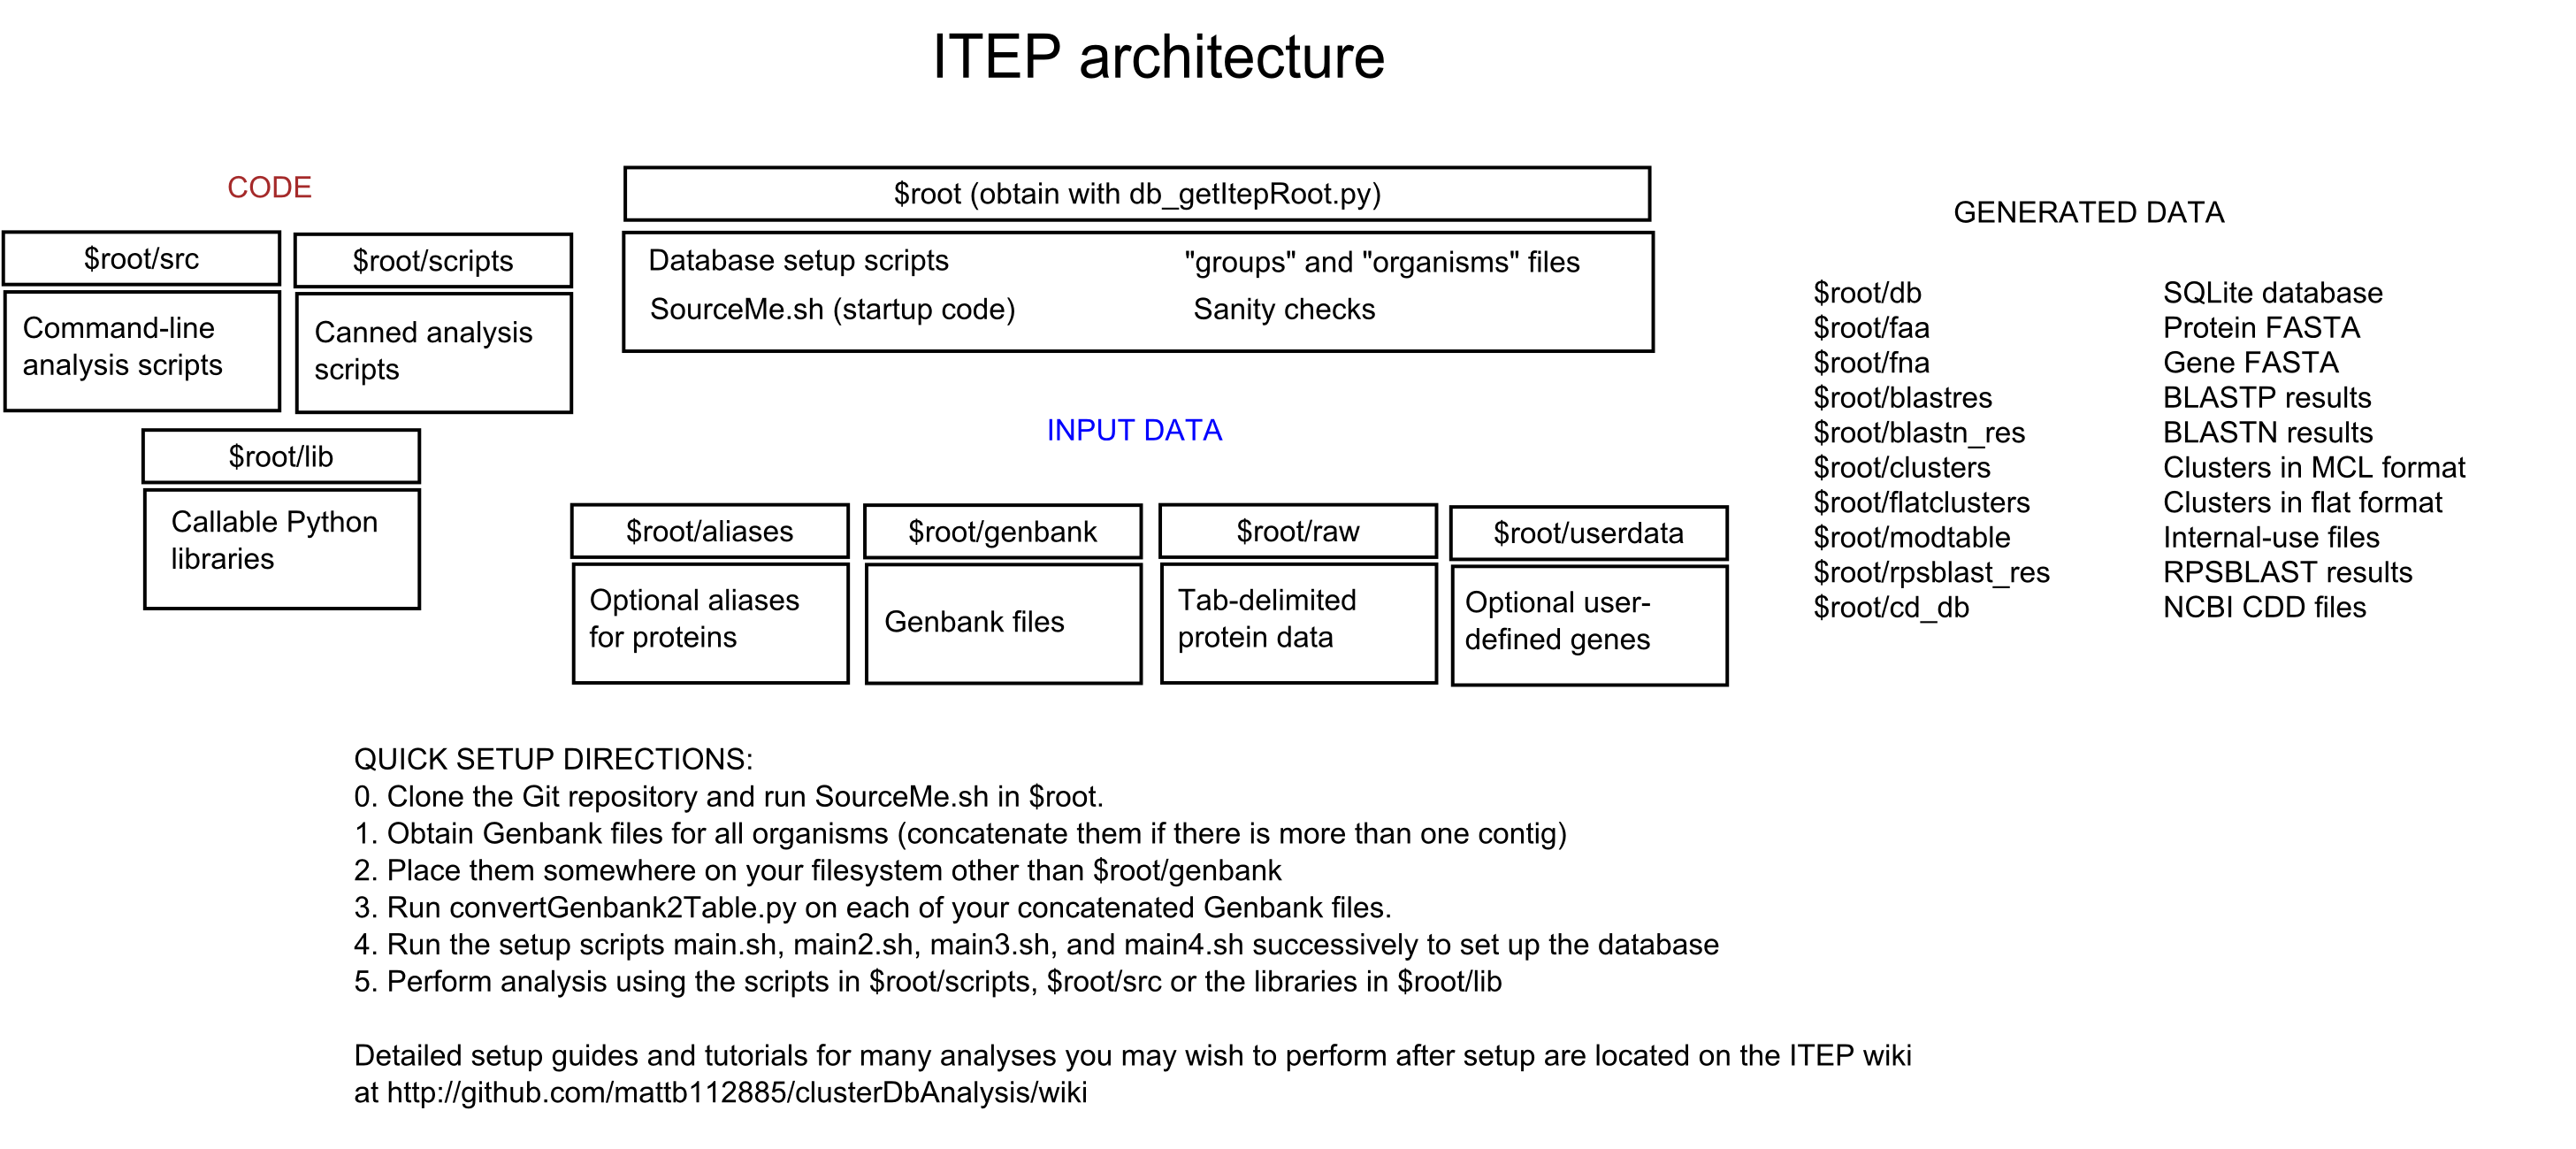 ITEP architecture
CODE
$root/src
Command-line
analysis scripts
$root/scripts
Canned analysis
scripts
$root/lib
Callable Python
libraries
$root (obtain with db_getItepRoot.py)
Database setup scripts
"groups" and "organisms" files
SourceMe.sh (startup code)
Sanity checks
INPUT DATA
$root/aliases
Optional aliases
for proteins
$root/genbank
Genbank files
$root/raw
Tab-delimited
protein data
$root/userdata
Optional user-
defined genes
GENERATED DATA
$root/db SQLite database
$root/faa Protein FASTA
$root/fna Gene FASTA
$root/blastres BLASTP results
$root/blastn_res BLASTN results
$root/clusters Clusters in MCL format
$root/flatclusters Clusters in flat format
$root/modtable Internal-use files
$root/rpsblast_res RPSBLAST results
$root/cd_db NCBI CDD files
QUICK SETUP DIRECTIONS:
0. Clone the Git repository and run SourceMe.sh in $root.
1. Obtain Genbank files for all organisms (concatenate them if there is more than one contig)
2. Place them somewhere on your filesystem other than $root/genbank
3. Run convertGenbank2Table.py on each of your concatenated Genbank files.
4. Run the setup scripts main.sh, main2.sh, main3.sh, and main4.sh successively to set up the database
5. Perform analysis using the scripts in $root/scripts, $root/src or the libraries in $root/lib
Detailed setup guides and tutorials for many analyses you may wish to perform after setup are located on the ITEP wiki
at http://github.com/mattb112885/clusterDbAnalysis/wiki